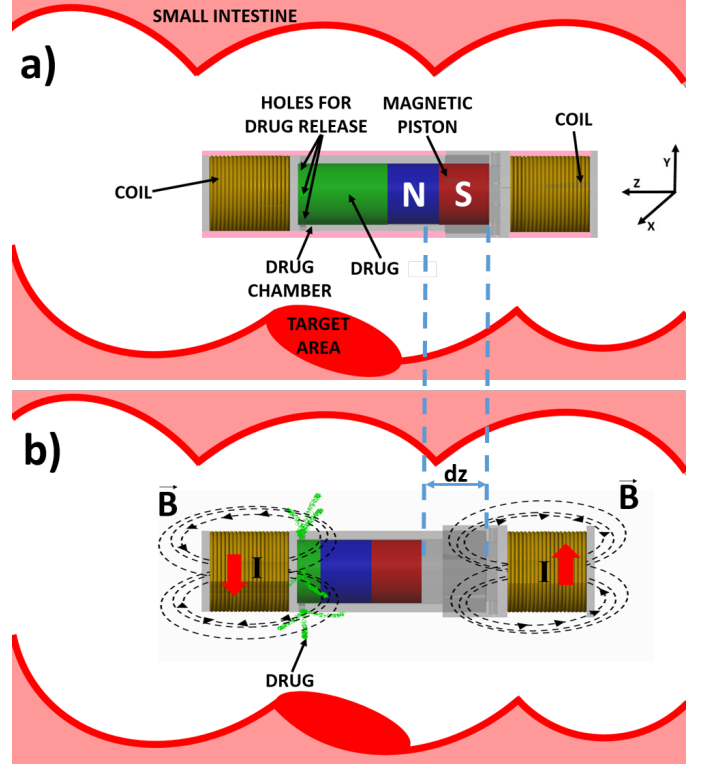 SMALL INTESTINE
a)
HOLES FOR
DRUG RELEASE
MAGNETIC
PISTON
COIL
COIL
N S
Y
Z
X
DRUG
CHAMBER
DRUG
TARGET
AREA
b)
dz
B
B
I
I
DRUG